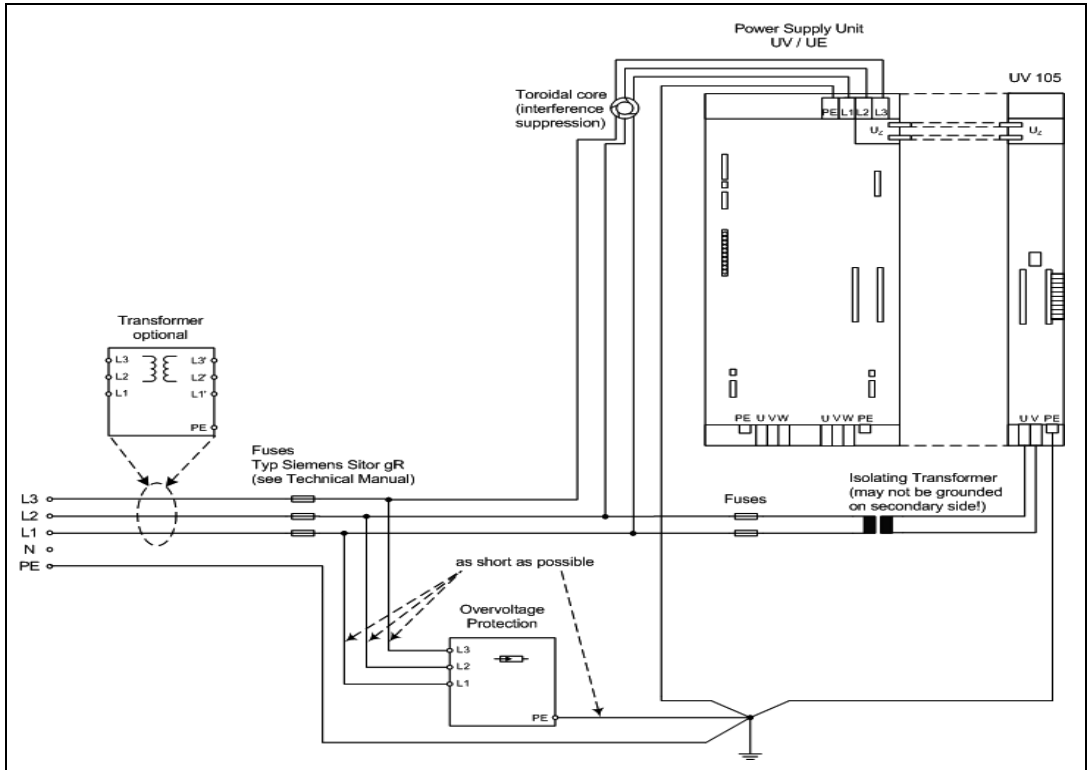 Power Supply Unit
UV / UE
UV 105
Toroidal core
(interference
suppression)
PE L1 L2 L3
Uz
Uz
Transformer
optional
L3 L3'
L2 L2'
L1 L1'
PE
PE U V W U V W PE
U V PE
Fuses
Typ Siemens Sitor gR
(see Technical Manual)
Fuses
Isolating Transformer
(may not be grounded
on secondary side!)
L3
L2
L1
N
PE
as short as possible
Overvoltage
Protection
L3
L2
L1
PE